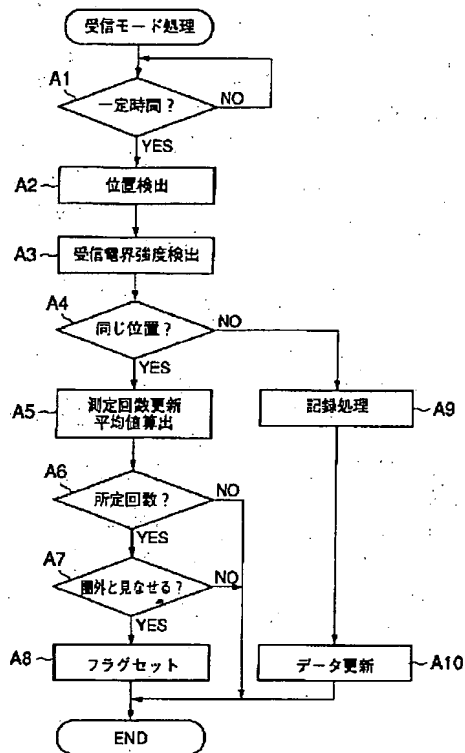 受信モード処理
A1
一定時間?
NO
YES
A2
位置検出
A3
受信電界強度検出
A4
同じ位置?
NO
YES
A5
測定回数更新
平均値算出
記録処理
A9
A6
所定回数?
NO
YES
A7
圏外と見なせる?
NO
YES
A8
フラグセット
データ更新
A10
END